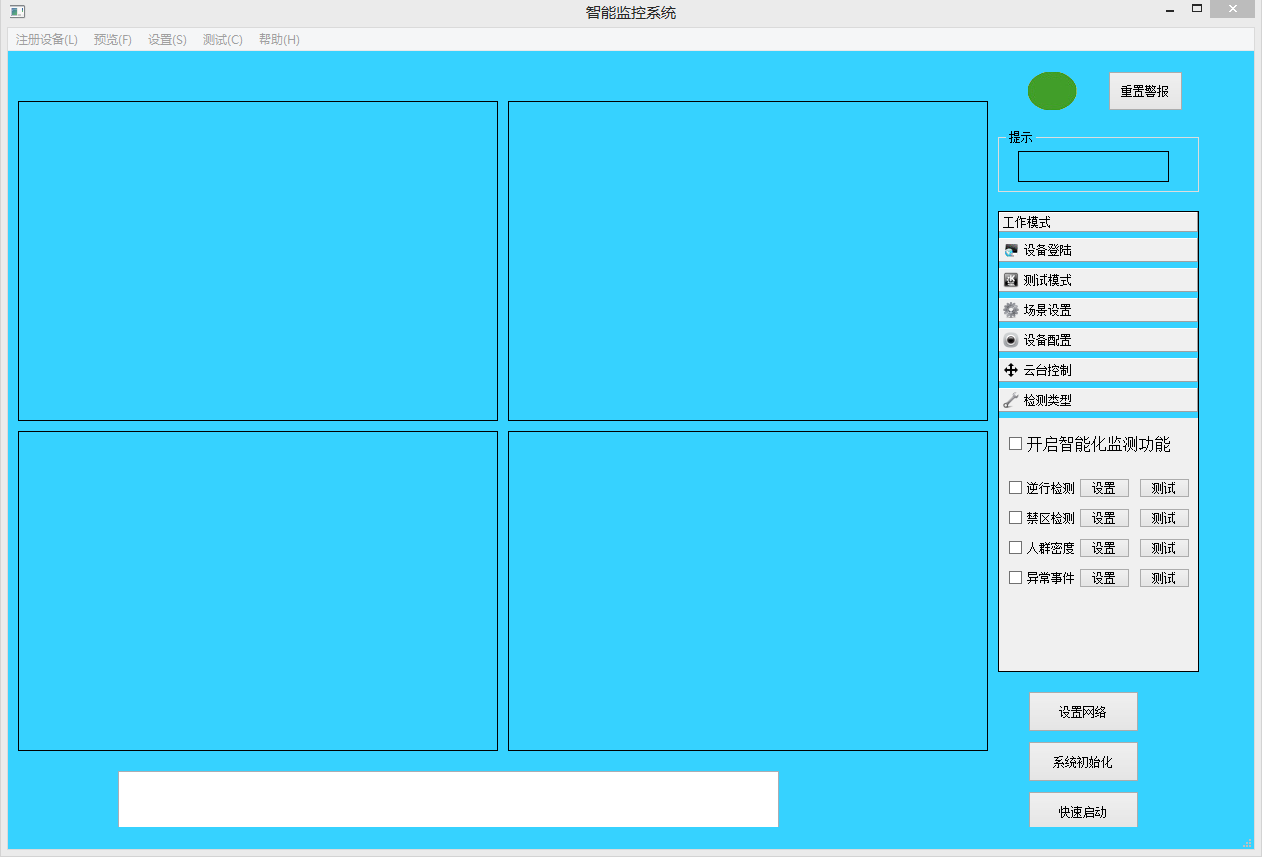 智能监控系统
注册设备(L) 预览(F) 设置(S) 测试(C) 帮助(H)
重置警报
提示
工作模式
设备登陆
测试模式
场景设置
设备配置
云台控制
检测类型
开启智能化监测功能
逆行检测 设置 测试
禁区检测 设置 测试
人群密度 设置 测试
异常事件 设置 测试
设置网络
系统初始化
快速启动